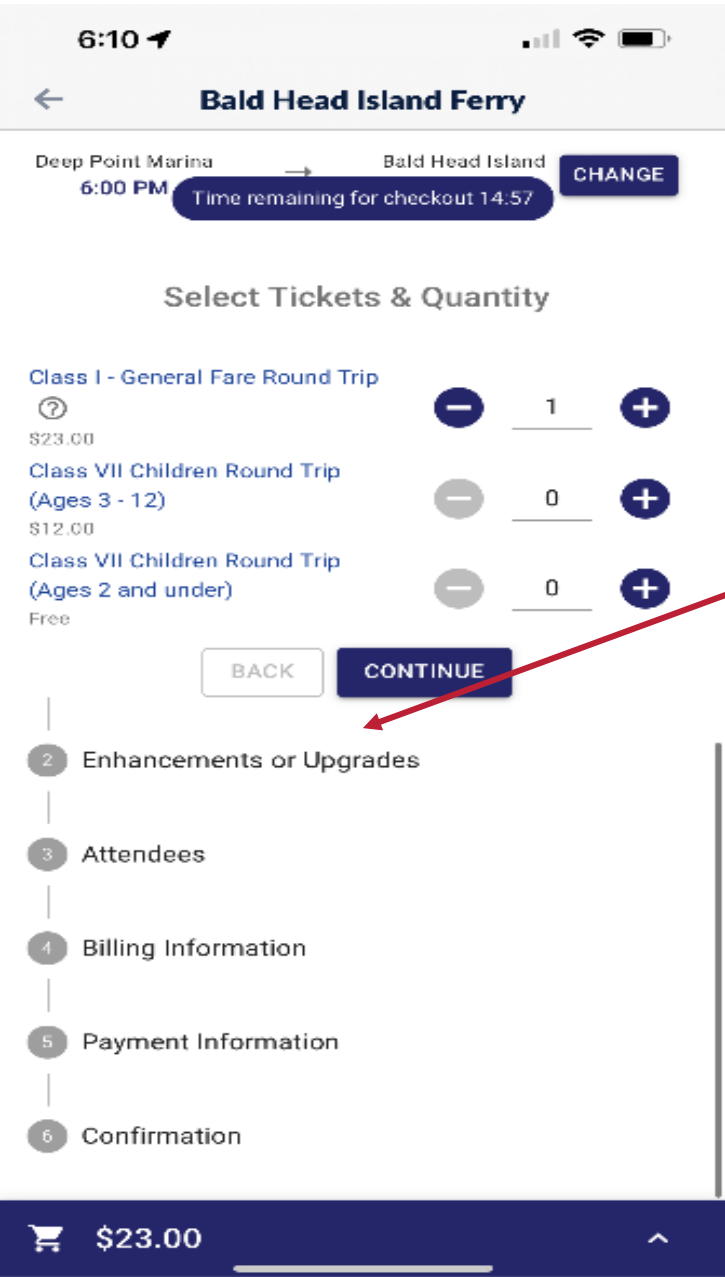 6:10
Bald Head Island Ferry
Deep Point Marina → Bald Head Island
6:00 PM
CHANGE
Time remaining for checkout 14:57
Select Tickets & Quantity
Class I - General Fare Round Trip
?
$23.00
1
Class VII Children Round Trip
(Ages 3 - 12)
$12.00
0
Class VII Children Round Trip
(Ages 2 and under)
Free
0
BACK CONTINUE
2 Enhancements or Upgrades
3 Attendees
4 Billing Information
5 Payment Information
6 Confirmation
$23.00